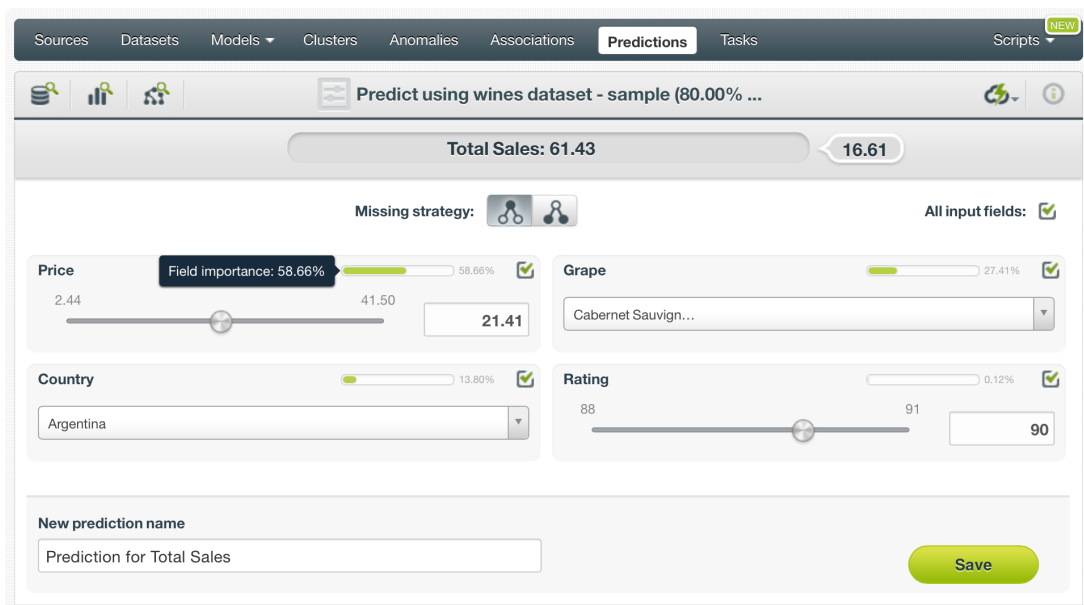 Sources Datasets Models Clusters Anomalies Associations Predictions Tasks Scripts NEW
Predict using wines dataset - sample (80.00% ...
Total Sales: 61.43 16.61
Missing strategy: All input fields:
Price Field importance: 58.66% 58.66%
2.44 41.50
21.41
Grape 27.41%
Cabernet Sauvign...
Country 13.80%
Argentina
Rating 0.12%
88 91
90
New prediction name
Prediction for Total Sales
Save